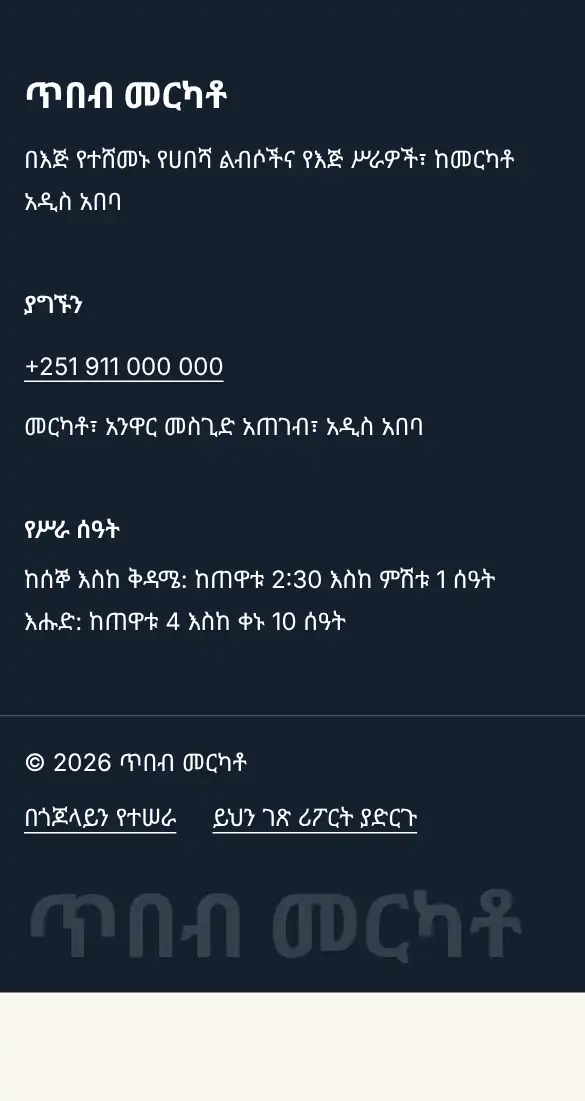 ጥበብ መርካቶ
በእጅ የተሸመኑ የሀበሻ ልብሶችና የእጅ ሥራዎች፣ ከመርካቶ
አዲስ አበባ
ያግኙን
+251 911 000 000
መርካቶ፣ አንዋር መስጊድ አጠገብ፣ አዲስ አበባ
የሥራ ሰዓት
ከሰኞ እስከ ቅዳሜ: ከጠዋቱ 2:30 እስከ ምሽቱ 1 ሰዓት
እሑድ: ከጠዋቱ 4 እስከ ቀኑ 10 ሰዓት
© 2026 ጥበብ መርካቶ
በጎጆላይን የተሠራ ይህን ገጽ ሪፖርት ያድርጉ
ጥበብ መርካቶ